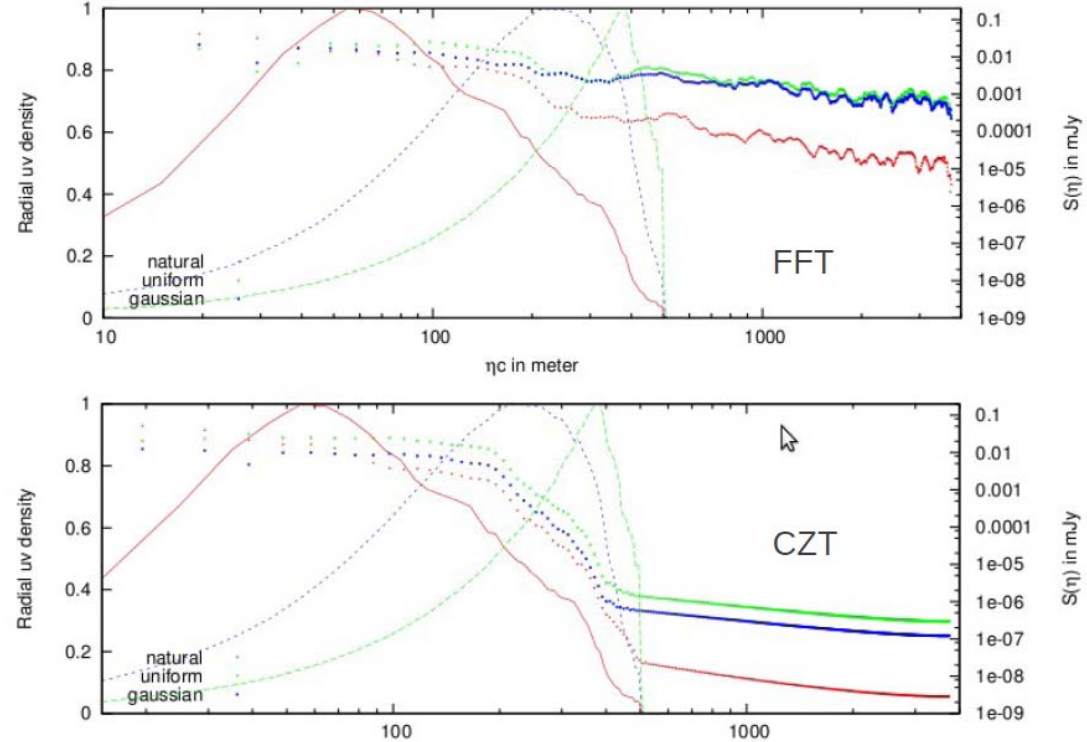 1
0.8
0.6
0.4
0.2
0
Radial uv density
natural
uniform
gaussian
FFT
0.1
0.01
0.001
0.0001
1e-05
1e-06
1e-07
1e-08
1e-09
S(η) in mJy
10 100 1000
ηc in meter
1
0.8
0.6
0.4
0.2
0
Radial uv density
natural
uniform
gaussian
CZT
0.1
0.01
0.001
0.0001
1e-05
1e-06
1e-07
1e-08
1e-09
S(η) in mJy
100 1000